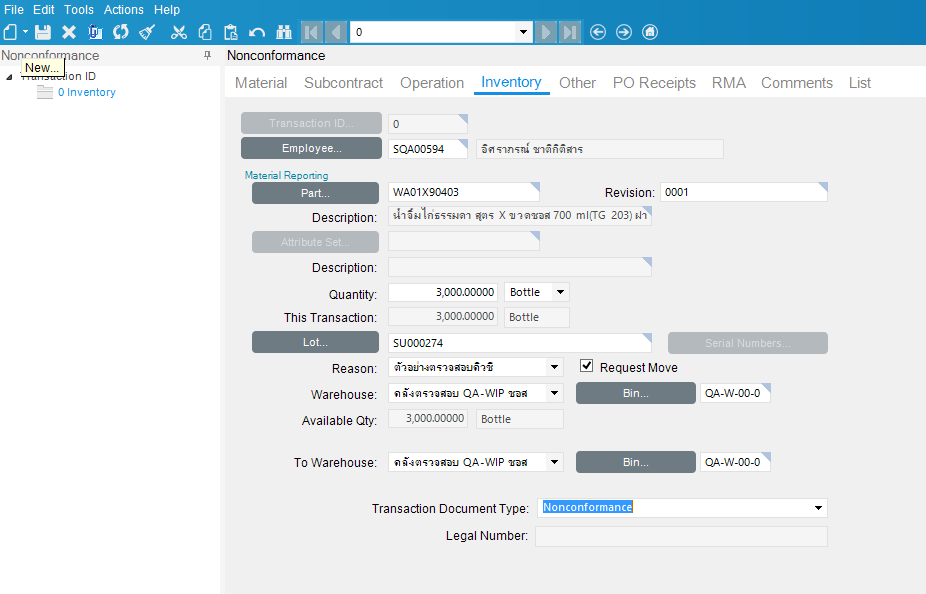 File Edit Tools Actions Help
0
Nonconformance
Nonconformance
New...
Transaction ID
0 Inventory
Material Subcontract Operation Inventory Other PO Receipts RMA Comments List
Transaction ID... 0
Employee... SQA00594 อิศราภรณ์ ชาติกิติสาร
Material Reporting
Part... WA01X90403 Revision: 0001
Description: น้ำจิ้มไก่ธรรมดา สูตร X ขวดซอส 700 ml(TG 203) ฝา
Attribute Set...
Description:
Quantity: 3,000.00000 Bottle
This Transaction: 3,000.00000 Bottle
Lot... SU000274 Serial Numbers...
Reason: ตัวอย่างตรวจสอบคิวซี Request Move
Warehouse: คลังตรวจสอบ QA-WIP ซอส Bin... QA-W-00-0
Available Qty: 3,000.00000 Bottle
To Warehouse: คลังตรวจสอบ QA-WIP ซอส Bin... QA-W-00-0
Transaction Document Type: Nonconformance
Legal Number: